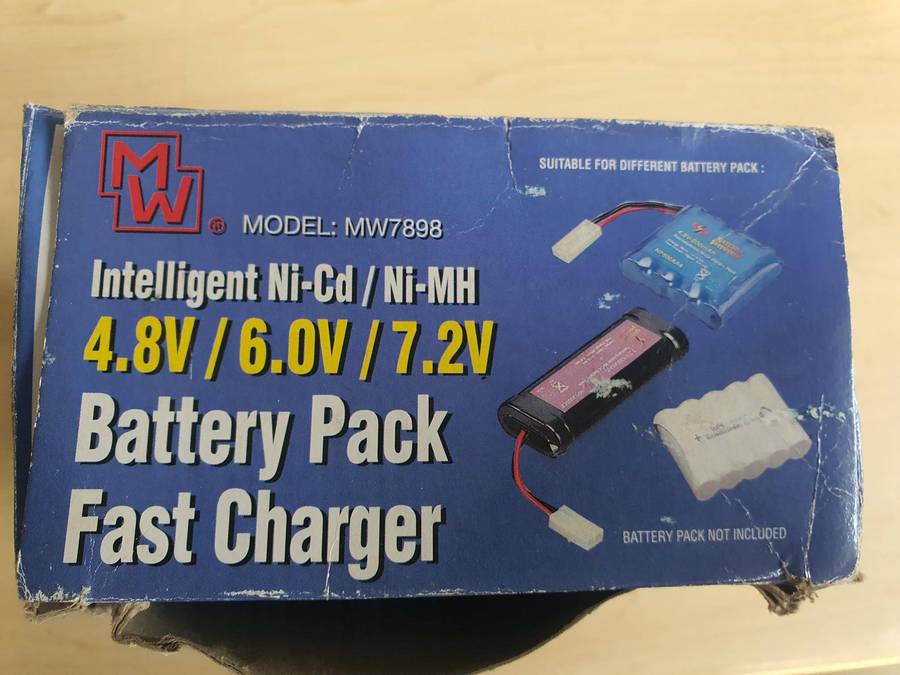 MW
®
MODEL: MW7898
Intelligent Ni-Cd / Ni-MH
4.8V / 6.0V / 7.2V
Battery Pack
Fast Charger
SUITABLE FOR DIFFERENT BATTERY PACK :
BATTERY PACK NOT INCLUDED